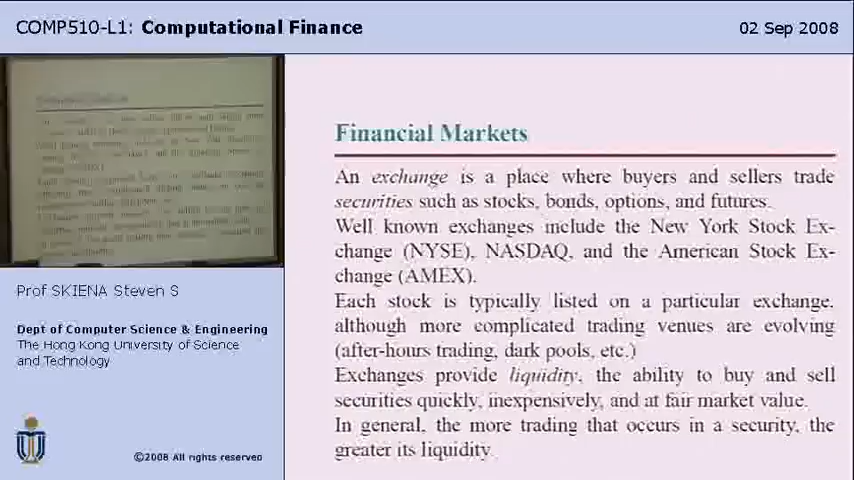 COMP510-L1: Computational Finance
02 Sep 2008
Financial Markets
An exchange is a place where buyers and sellers trade
securities such as stocks, bonds, options, and futures.
Well known exchanges include the New York Stock Ex-
change (NYSE), NASDAQ, and the American Stock Ex-
change (AMEX).
Each stock is typically listed on a particular exchange,
although more complicated trading venues are evolving
(after-hours trading, dark pools, etc.)
Exchanges provide liquidity, the ability to buy and sell
securities quickly, inexpensively, and at fair market value.
In general, the more trading that occurs in a security, the
greater its liquidity.
Prof SKIENA Steven S
Dept of Computer Science & Engineering
The Hong Kong University of Science
and Technology
©2008 All rights reserved